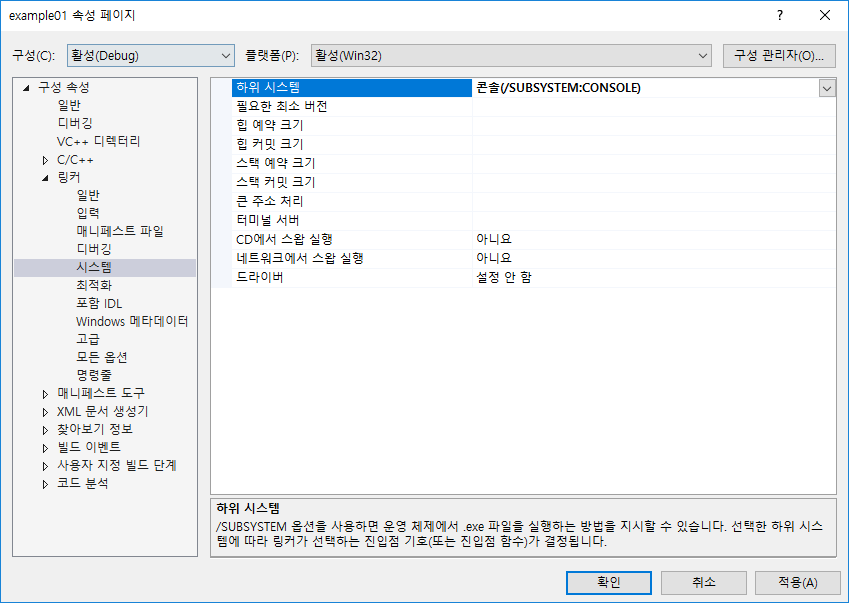 example01 속성 페이지
구성(C): 활성(Debug) 플랫폼(P): 활성(Win32) 구성 관리자(O)...
구성 속성
일반
디버깅
VC++ 디렉터리
C/C++
링커
일반
입력
매니페스트 파일
디버깅
시스템
최적화
포함 IDL
Windows 메타데이터
고급
모든 옵션
명령줄
매니페스트 도구
XML 문서 생성기
찾아보기 정보
빌드 이벤트
사용자 지정 빌드 단계
코드 분석
하위 시스템 콘솔(/SUBSYSTEM:CONSOLE)
필요한 최소 버전
힙 예약 크기
힙 커밋 크기
스택 예약 크기
스택 커밋 크기
큰 주소 처리
터미널 서버
CD에서 스왑 실행 아니요
네트워크에서 스왑 실행 아니요
드라이버 설정 안 함
하위 시스템
/SUBSYSTEM 옵션을 사용하면 운영 체제에서 .exe 파일을 실행하는 방법을 지시할 수 있습니다. 선택한 하위 시스
템에 따라 링커가 선택하는 진입점 기호(또는 진입점 함수)가 결정됩니다.
확인 취소 적용(A)